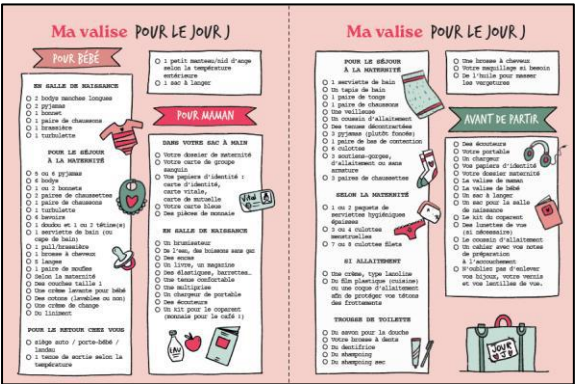 Ma valise POUR LE JOUR J
POUR BÉBÉ
EN SALLE DE NAISSANCE
2 bodys manches longues
2 pyjamas
1 bonnet
1 paire de chaussons
1 brassière
1 turbulette
POUR LE SÉJOUR
À LA MATERNITÉ
5 ou 6 pyjamas
6 bodys
1 ou 2 bonnets
2 paires de chaussettes
1 paire de chaussons
1 turbulette
6 bavoirs
1 doudou et 1 ou 2 tétine(s)
1 serviette de bain (ou
cape de bain)
1 pull/brassière
1 brosse à cheveux
2 langes
1 paire de moufles
Selon la maternité
Des couches taille 1
Une crème lavante pour bébé
Des cotons (lavables ou non)
Une crème de change
Du liniment
POUR LE RETOUR CHEZ VOUS
siège auto / porte-bébé /
landau
1 tenue de sortie selon la
température
1 petit manteau/nid d'ange
selon la température
extérieure
1 sac à langer
POUR MAMAN
DANS VOTRE SAC À MAIN
Votre dossier de maternité
Votre carte de groupe
sanguin
Vos papiers d'identité :
carte d'identité,
carte vitale,
carte de mutuelle
Votre carte bleue
Des pièces de monnaie
Vital
EN SALLE DE NAISSANCE
Un brumisateur
De l'eau, des boissons sans gui
Des encas
Un livre, un magazine
Des élastiques, barrettes…
Une tenue confortable
Une multiprise
Un chargeur de portable
Des écouteurs
Un kit pour le coparent
(monnaie pour le café !)
EAU
Ma valise POUR LE JOUR J
POUR LE SÉJOUR
À LA MATERNITÉ
1 serviette de bain
Un tapis de bain
1 paire de tongs
1 paire de chaussons
Une veilleuse
Un coussin d'allaitement
Des tenues décontractées
3 pyjamas (plutôt foncés)
1 paire de bas de contention
6 culottes
3 soutiens-gorges,
d'allaitement ou sans
armature
3 paires de chaussettes
SELON LA MATERNITÉ
1 ou 2 paquets de
serviettes hygiéniques
épaisses
3 ou 4 culottes
menstruelles
7 ou 8 culottes filets
SI ALLAITEMENT
Une crème, type lanoline
Du film plastique (cuisine)
ou une coque d'allaitement
afin de protéger vos tétons
des frottements
TROUSSE DE TOILETTE
Du savon pour la douche
Votre brosse à dents
Du dentifrice
Du shampoing
Du shampoing sec
Une brosse à cheveux
Votre maquillage si besoin
De l'huile pour masser
les vergetures
AVANT DE PARTIR
Des écouteurs
Votre portable
Un chargeur
Vos papiers d'identité
Votre dossier maternité
La valise de maman
La valise de bébé
Un sac à langer
Un sac pour la salle
de naissance
Le kit du coparent
Des lunettes de vue
(si nécessaire)
Le coussin d'allaitement
Un cahier avec vos notes
de préparation
à l'accouchement
N'oubliez pas d'enlever
vos bijoux, votre vernis
et vos lentilles de vue.
JOUR
J